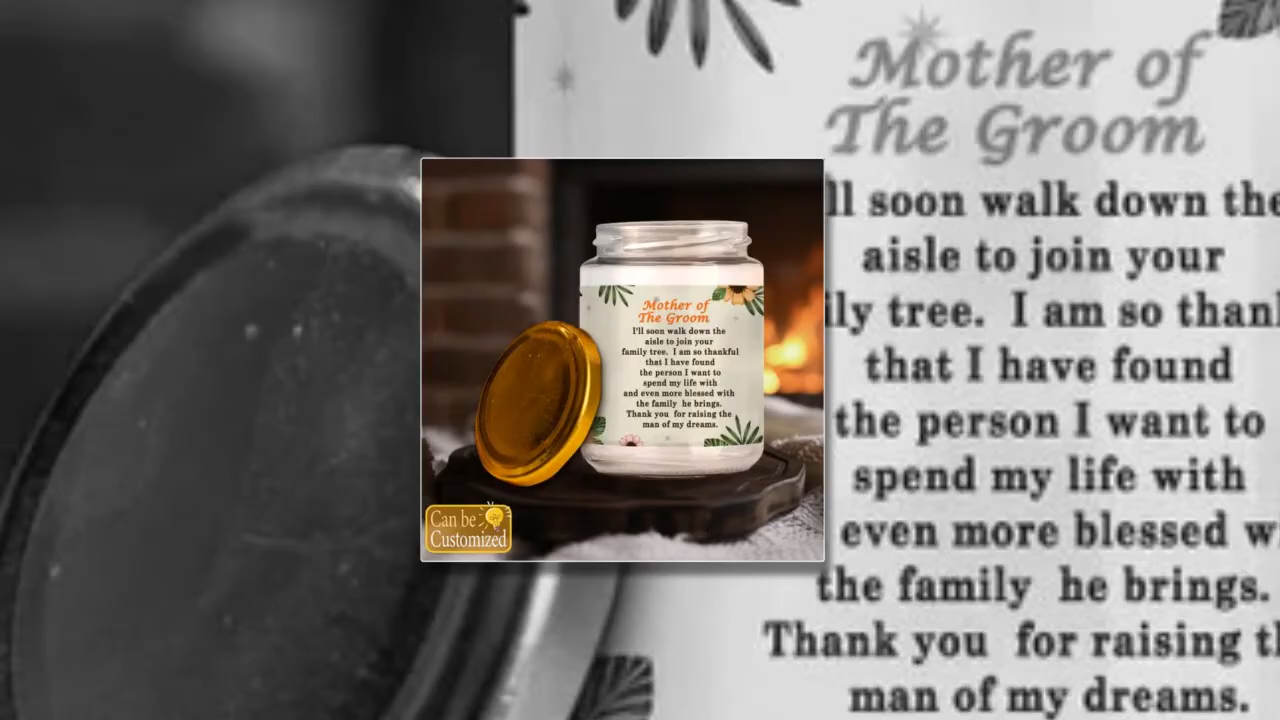 Mother of
The Groom
I'll soon walk down the
aisle to join your
family tree.  I am so thankful
that I have found
the person I want to
spend my life with
and even more blessed with
the family  he brings.
Thank you  for raising the
man of my dreams.
Can be
Customized
Mother of
The Groom
ll soon walk down the
aisle to join your
ily tree.  I am so thank
that I have found
the person I want to
spend my life with
even more blessed w
the family  he brings.
Thank you  for raising t
man of my dreams.